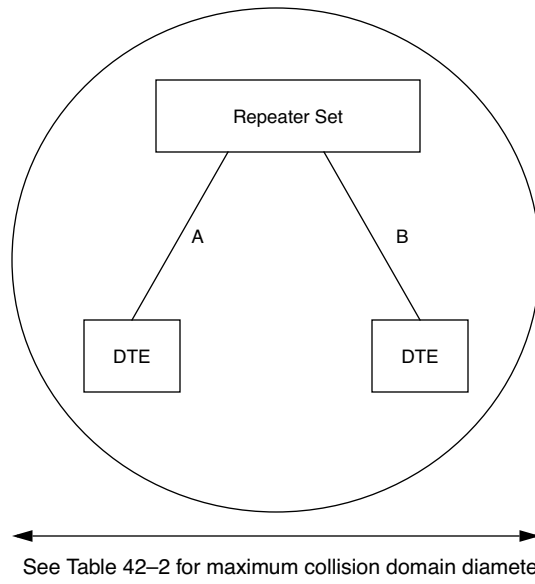 Repeater Set
A B
DTE DTE
See Table 42–2 for maximum collision domain diamete